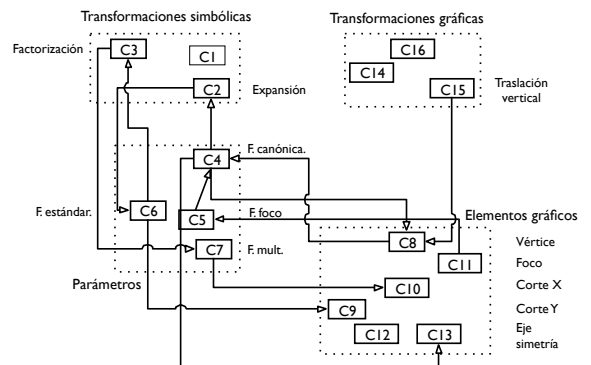 Transformaciones simbólicas
Transformaciones gráficas
Factorización
C3
C1
C16
C14
C2
Expansión
C15
Traslación
vertical
C4
F. canónica.
F. estándar.
C6
C5
F. foco
C7
F. mult.
Parámetros
Elementos gráficos
C8
Vértice
C11
Foco
C10
Corte X
C9
Corte Y
C12
C13
Eje
simetría